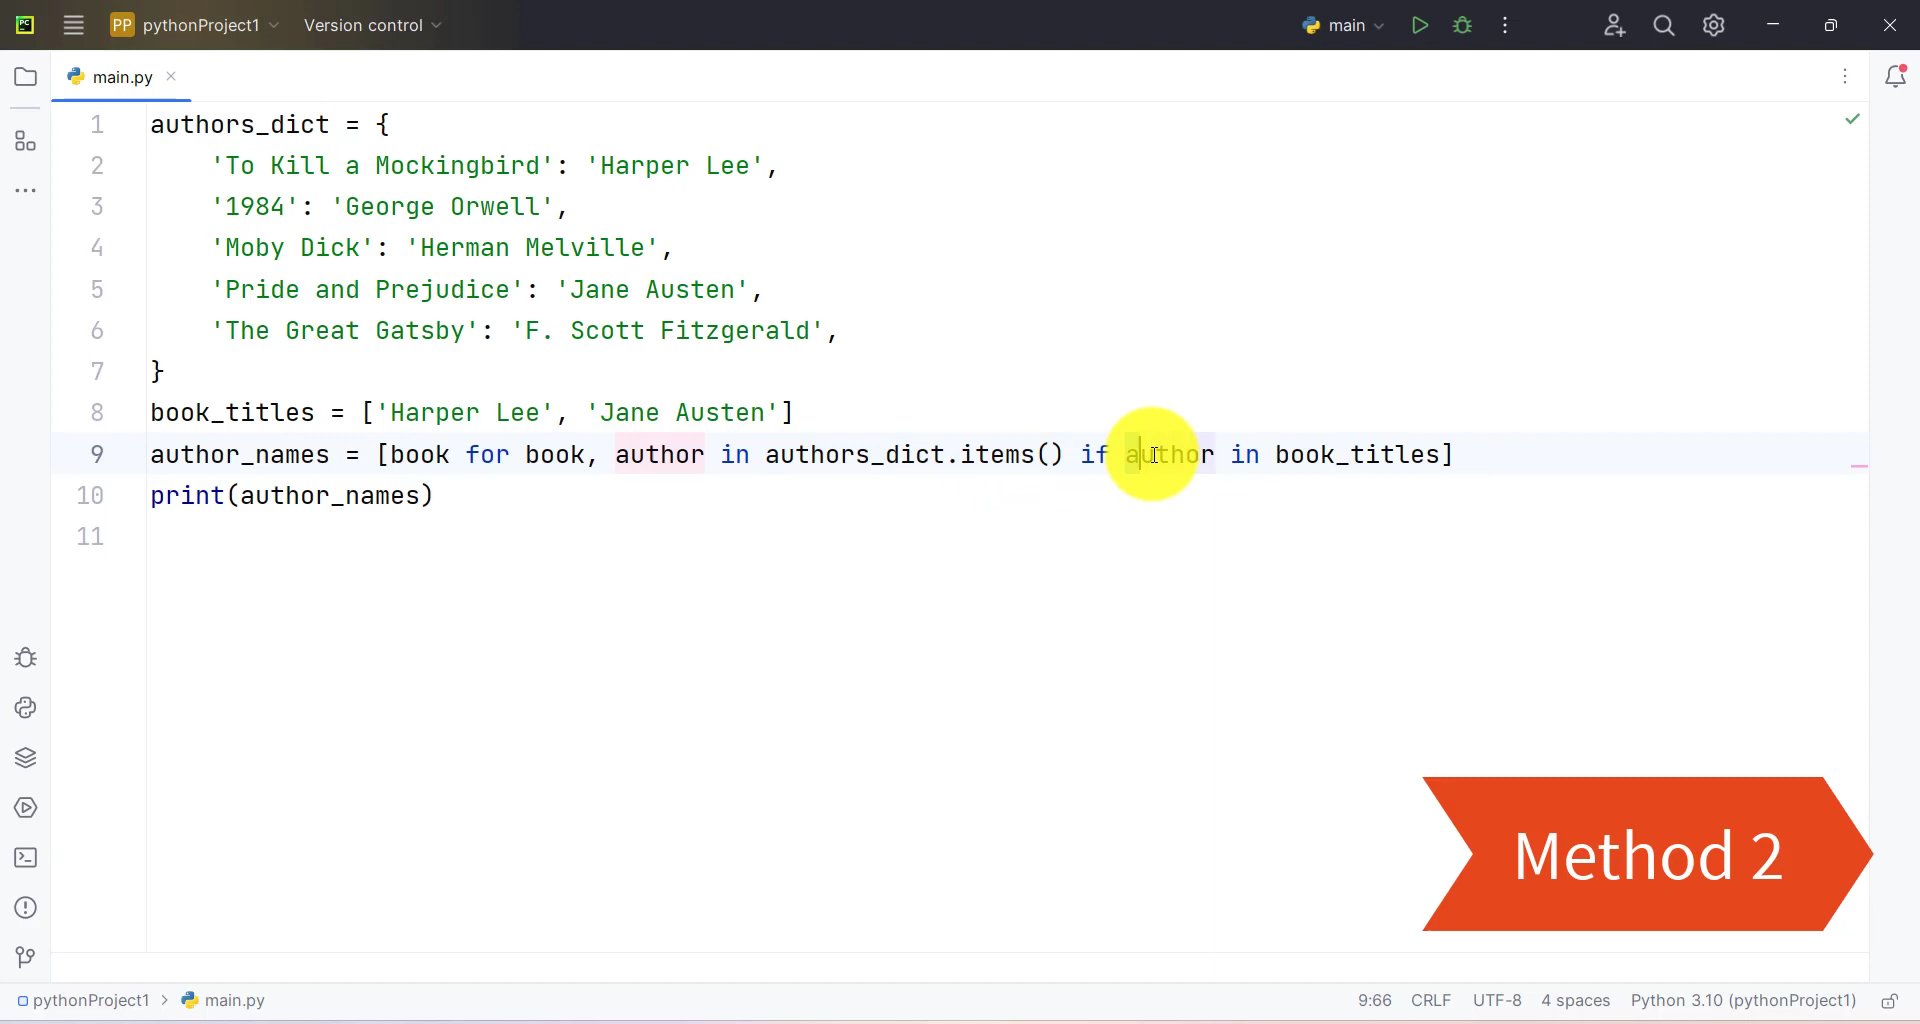 PC
PP pythonProject1 Version control main
main.py
1 authors_dict = {
2 'To Kill a Mockingbird': 'Harper Lee',
3 '1984': 'George Orwell',
4 'Moby Dick': 'Herman Melville',
5 'Pride and Prejudice': 'Jane Austen',
6 'The Great Gatsby': 'F. Scott Fitzgerald',
7 }
8 book_titles = ['Harper Lee', 'Jane Austen']
9 author_names = [book for book, author in authors_dict.items() if author in book_titles]
10 print(author_names)
11
Method 2
pythonProject1 > main.py 9:66 CRLF UTF-8 4 spaces Python 3.10 (pythonProject1)